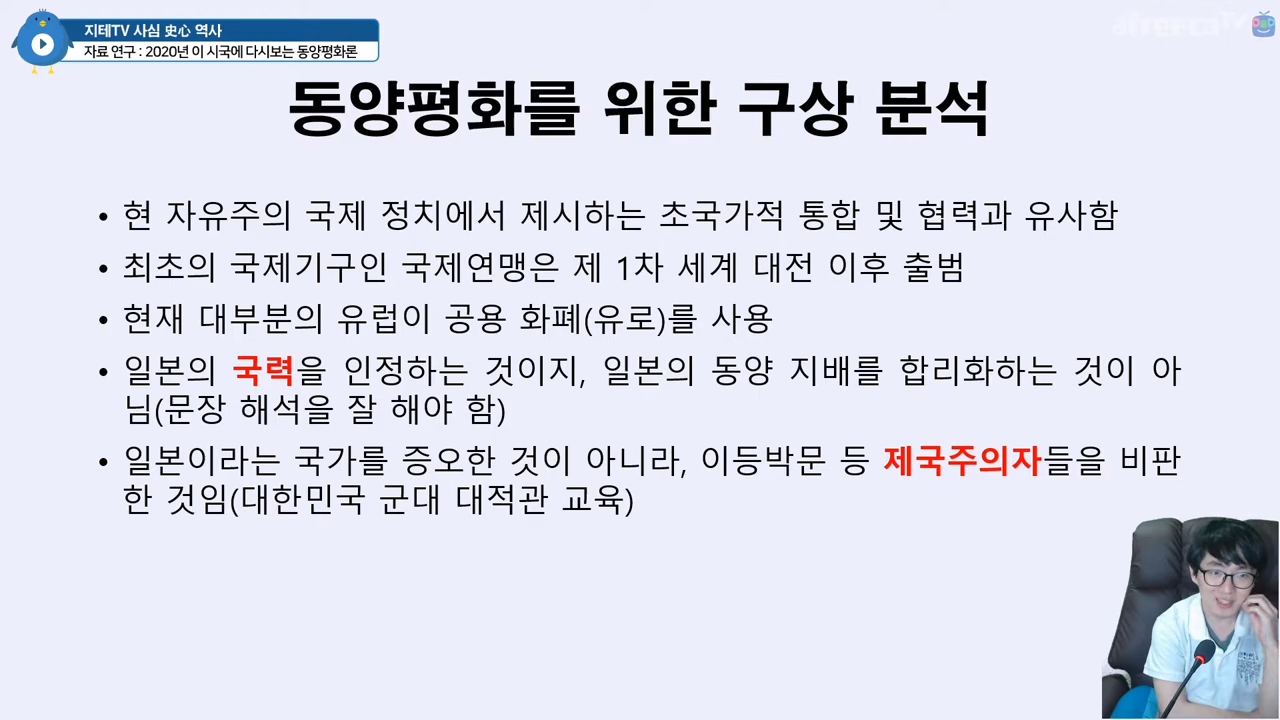 지테TV 사심 史心 역사
자료 연구 : 2020년 이 시국에 다시보는 동양평화론
afreecaTV
동양평화를 위한 구상 분석
• 현 자유주의 국제 정치에서 제시하는 초국가적 통합 및 협력과 유사함
• 최초의 국제기구인 국제연맹은 제 1차 세계 대전 이후 출범
• 현재 대부분의 유럽이 공용 화폐(유로)를 사용
• 일본의 국력을 인정하는 것이지, 일본의 동양 지배를 합리화하는 것이 아
님(문장 해석을 잘 해야 함)
• 일본이라는 국가를 증오한 것이 아니라, 이등박문 등 제국주의자들을 비판
한 것임(대한민국 군대 대적관 교육)